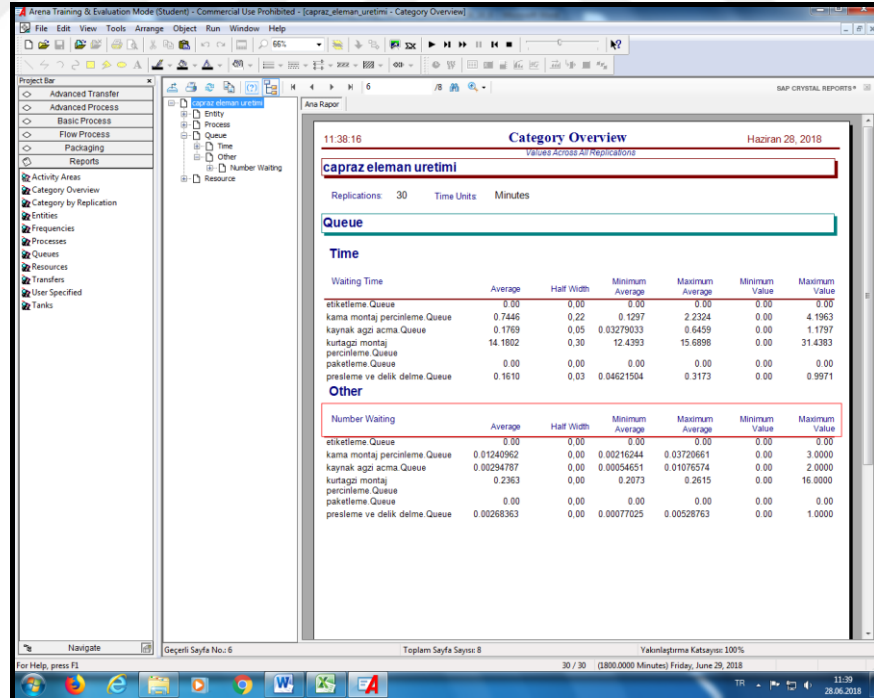 Arena Training & Evaluation Mode (Student) - Commercial Use Prohibited - [capraz_eleman_uretimi - Category Overview]
File Edit View Tools Arrange Object Run Window Help
66%
Project Bar
Advanced Transfer
Advanced Process
Basic Process
Flow Process
Packaging
Reports
Activity Areas
Category Overview
Category by Replication
Entities
Frequencies
Processes
Queues
Resources
Transfers
User Specified
Tanks
Navigate
6 /8
SAP CRYSTAL REPORTS®
capraz eleman uretimi
Entity
Process
Queue
Time
Other
Number Waiting
Resource
Ana Rapor
11:38:16 Category Overview Haziran 28, 2018
Values Across All Replications
capraz eleman uretimi
Replications: 30 Time Units: Minutes
Queue
Time
Waiting Time Average Half Width Minimum Average Maximum Average Minimum Value Maximum Value
etiketleme.Queue 0.00 0,00 0.00 0.00 0.00 0.00
kama montaj percinleme.Queue 0.7446 0,22 0.1297 2.2324 0.00 4.1963
kaynak agzi acma.Queue 0.1769 0,05 0.03279033 0.6459 0.00 1.1797
kurtagzi montaj 14.1802 0,30 12.4393 15.6898 0.00 31.4383
percinleme.Queue
paketleme.Queue 0.00 0,00 0.00 0.00 0.00 0.00
presleme ve delik delme.Queue 0.1610 0,03 0.04621504 0.3173 0.00 0.9971
Other
Number Waiting Average Half Width Minimum Average Maximum Average Minimum Value Maximum Value
etiketleme.Queue 0.00 0,00 0.00 0.00 0.00 0.00
kama montaj percinleme.Queue 0.01240962 0,00 0.00216244 0.03720661 0.00 3.0000
kaynak agzi acma.Queue 0.00294787 0,00 0.00054651 0.01076574 0.00 2.0000
kurtagzi montaj 0.2363 0,00 0.2073 0.2615 0.00 16.0000
percinleme.Queue
paketleme.Queue 0.00 0,00 0.00 0.00 0.00 0.00
presleme ve delik delme.Queue 0.00268363 0,00 0.00077025 0.00528763 0.00 1.0000
Geçerli Sayfa No.: 6 Toplam Sayfa Sayısı: 8 Yakınlaştırma Katsayısı: 100%
For Help, press F1 30 / 30 (1800.0000 Minutes) Friday, June 29, 2018
TR 11:39
28.06.2018